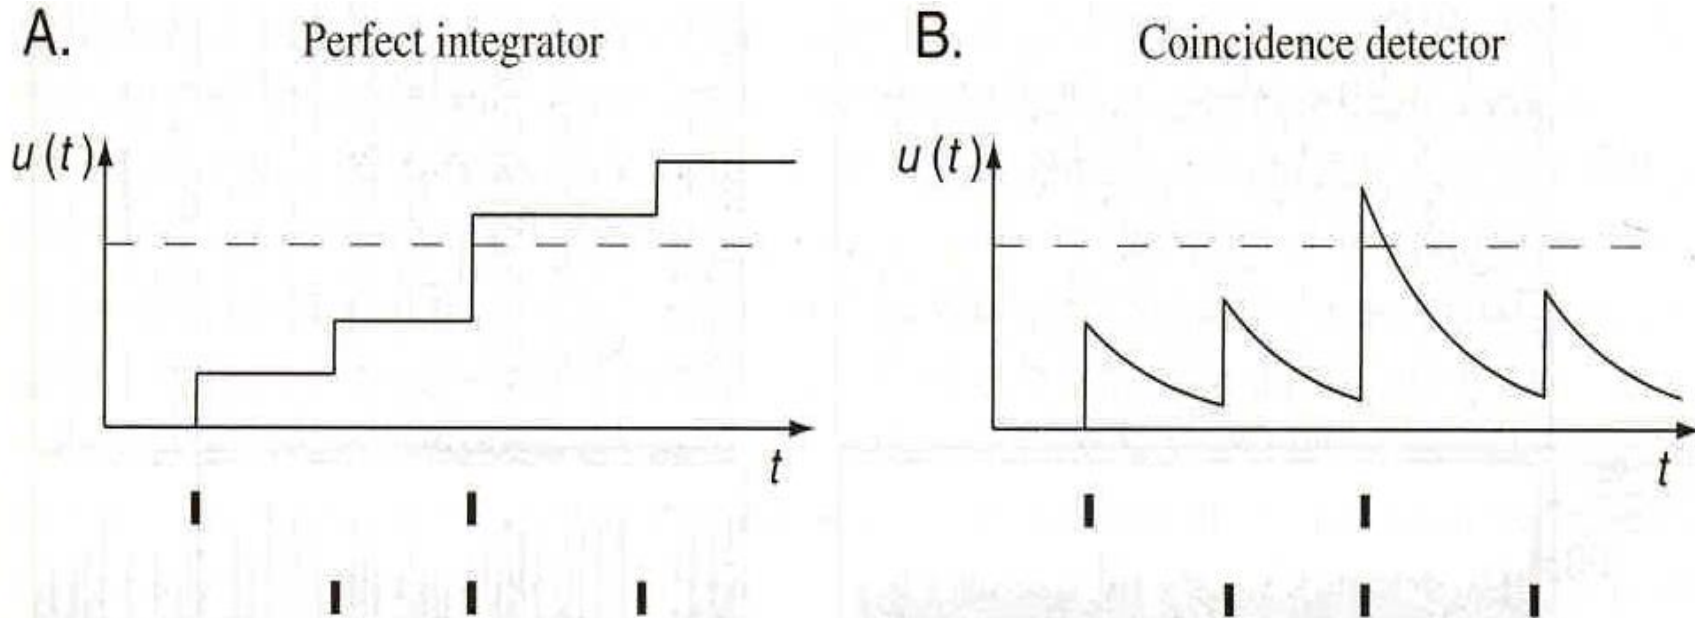 A. Perfect integrator
u (t)
t
B. Coincidence detector
u (t)
t